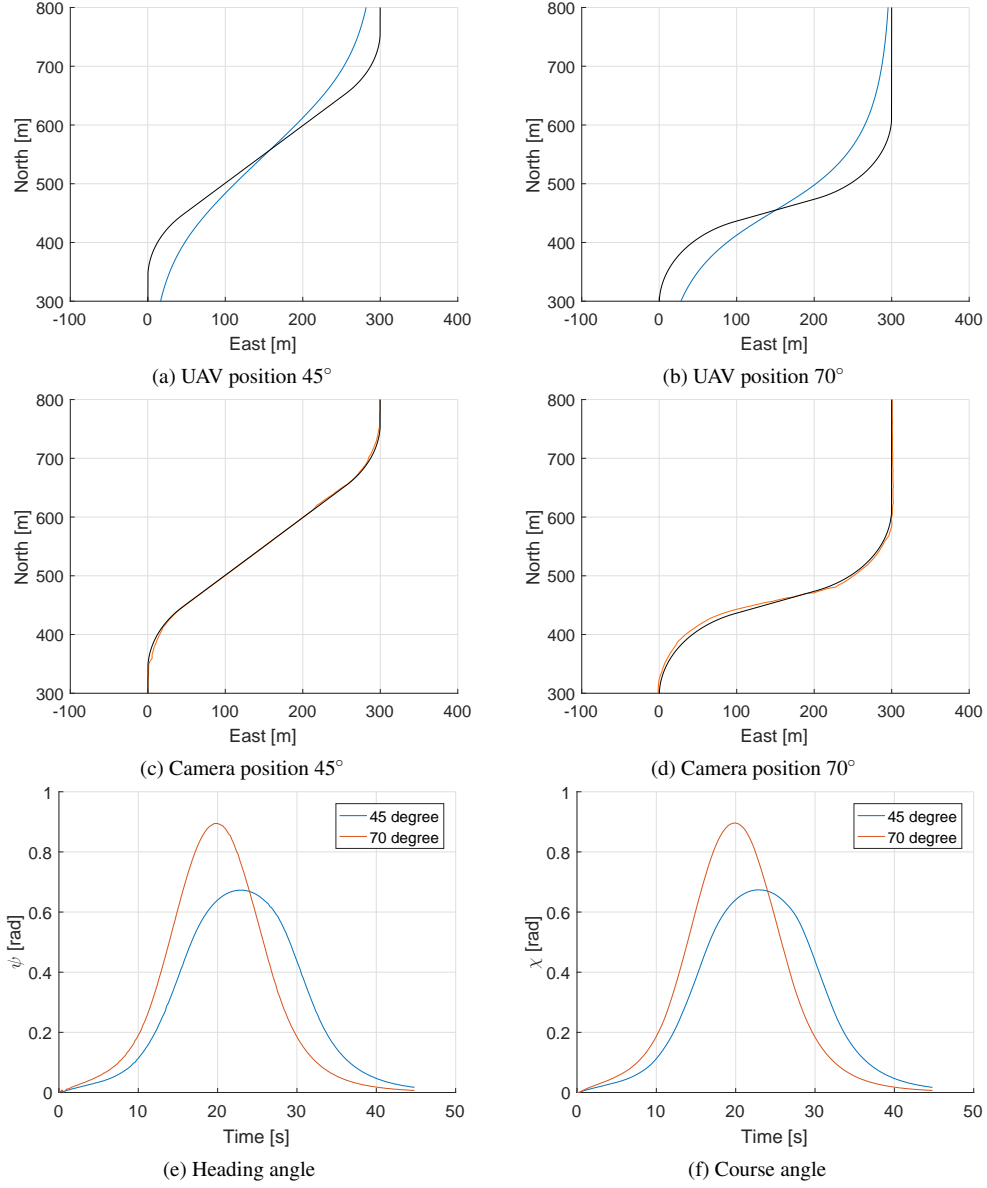 800
700
600
500
400
300
-100 0 100 200 300 400
North [m]
East [m]
(a) UAV position 45°
800
700
600
500
400
300
-100 0 100 200 300 400
North [m]
East [m]
(b) UAV position 70°
800
700
600
500
400
300
-100 0 100 200 300 400
North [m]
East [m]
(c) Camera position 45°
800
700
600
500
400
300
-100 0 100 200 300 400
North [m]
East [m]
(d) Camera position 70°
1
0.8
0.6
0.4
0.2
0
0 10 20 30 40 50
ψ [rad]
Time [s]
45 degree
70 degree
(e) Heading angle
1
0.8
0.6
0.4
0.2
0
0 10 20 30 40 50
χ [rad]
Time [s]
45 degree
70 degree
(f) Course angle